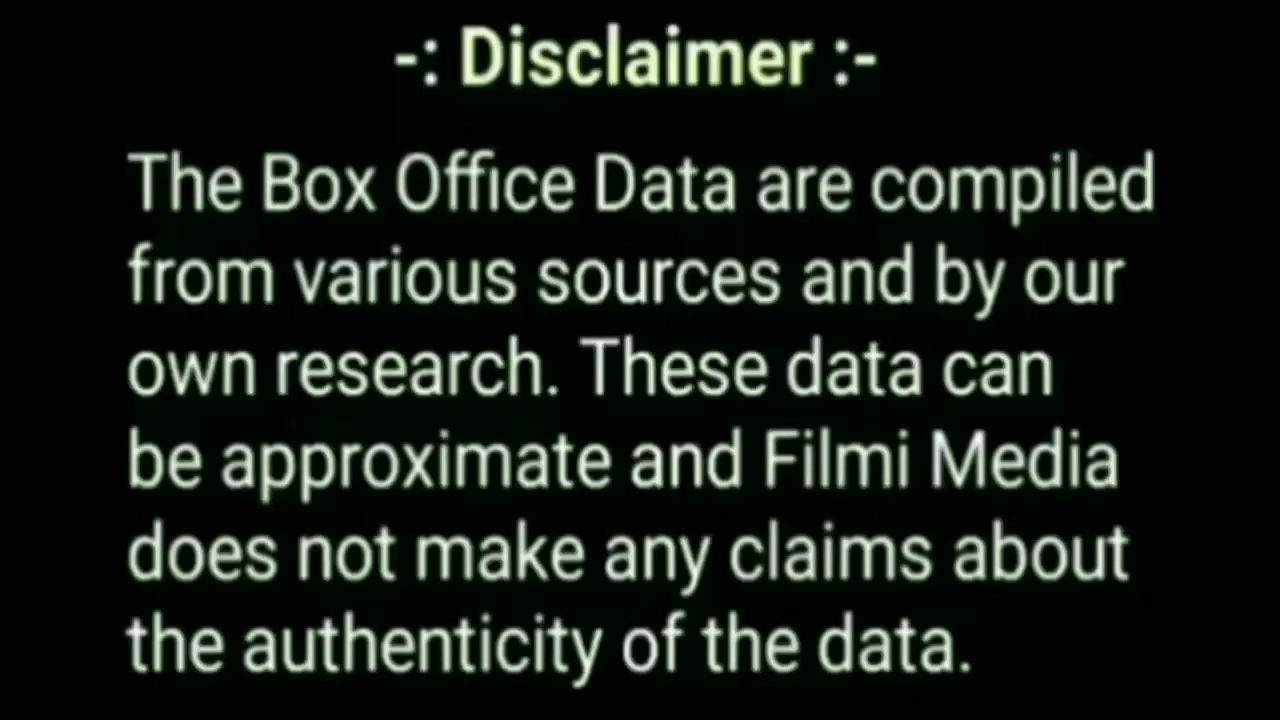 -: Disclaimer :-
The Box Office Data are compiled
from various sources and by our
own research. These data can
be approximate and Filmi Media
does not make any claims about
the authenticity of the data.